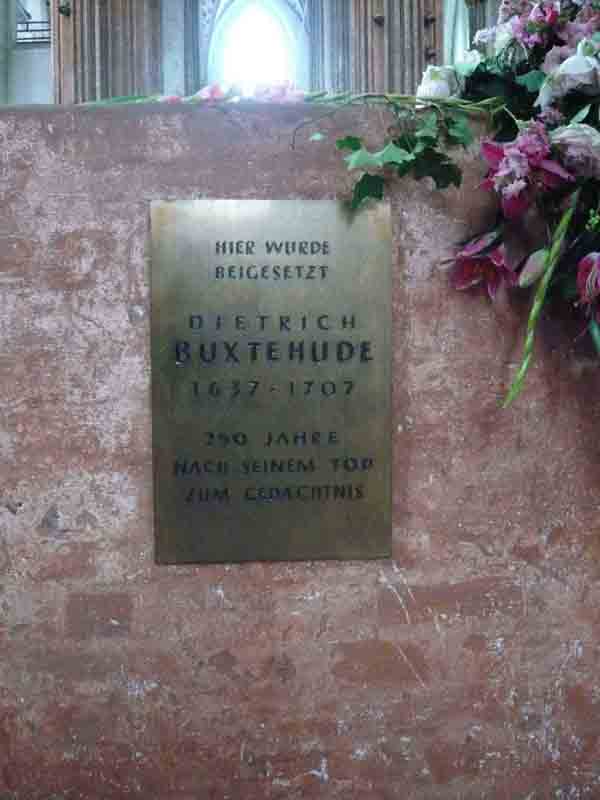 HIER WURDE
BEIGESETZT
DIETRICH
BUXTEHUDE
1637-1707
250 JAHRE
NACH SEINEM TOD
ZUM GEDÄCHTNIS